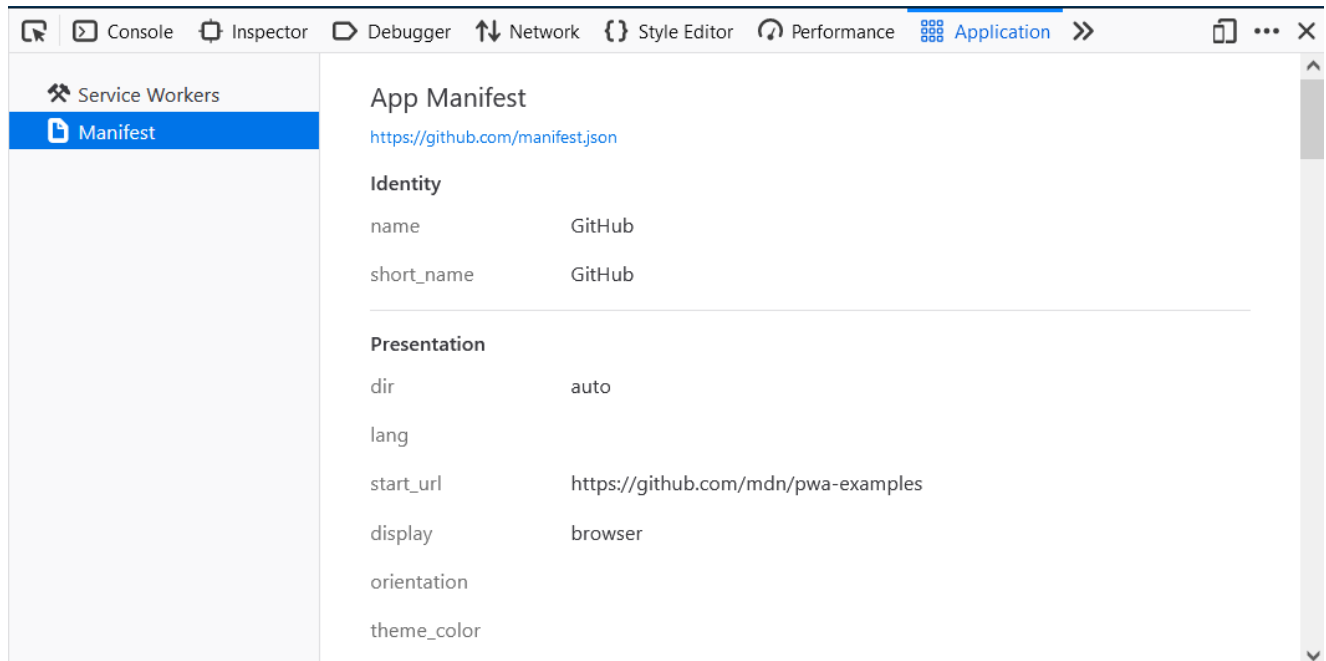 Console Inspector Debugger Network Style Editor Performance Application
Service Workers
Manifest
App Manifest
https://github.com/manifest.json
Identity
name GitHub
short_name GitHub
Presentation
dir auto
lang
start_url https://github.com/mdn/pwa-examples
display browser
orientation
theme_color